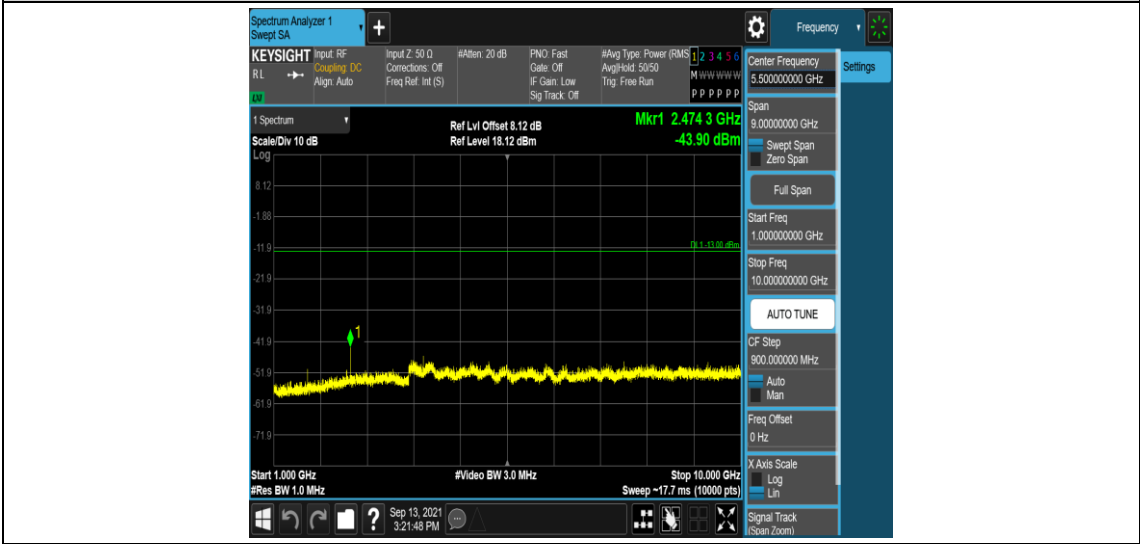 Spectrum Analyzer 1
Swept SA
+
Frequency
KEYSIGHT
RL
LM
Input: RF
Coupling: DC
Align: Auto
Input Z: 50 Ω
Corrections: Off
Freq Ref: Int (S)
#Atten: 20 dB
PNO: Fast
Gate: Off
IF Gain: Low
Sig Track: Off
#Avg Type: Power (RMS
Avg|Hold: 50/50
Trig: Free Run
1 2 3 4 5 6
M W W W W W
P P P P P P
1 Spectrum
Scale/Div 10 dB
Log
Ref Lvl Offset 8.12 dB
Ref Level 18.12 dBm
Mkr1 2.474 3 GHz
-43.90 dBm
8.12
-1.88
-11.9
-21.9
-31.9
-41.9
-51.9
-61.9
-71.9
DL1 -13.00 dBm
1
Start 1.000 GHz
#Res BW 1.0 MHz
#Video BW 3.0 MHz
Stop 10.000 GHz
Sweep ~17.7 ms (10000 pts)
Sep 13, 2021
3:21:48 PM
?
Center Frequency
5.500000000 GHz
Span
9.00000000 GHz
Swept Span
Zero Span
Full Span
Start Freq
1.000000000 GHz
Stop Freq
10.000000000 GHz
AUTO TUNE
CF Step
900.000000 MHz
Auto
Man
Freq Offset
0 Hz
X Axis Scale
Log
Lin
Signal Track
(Span Zoom)
Settings